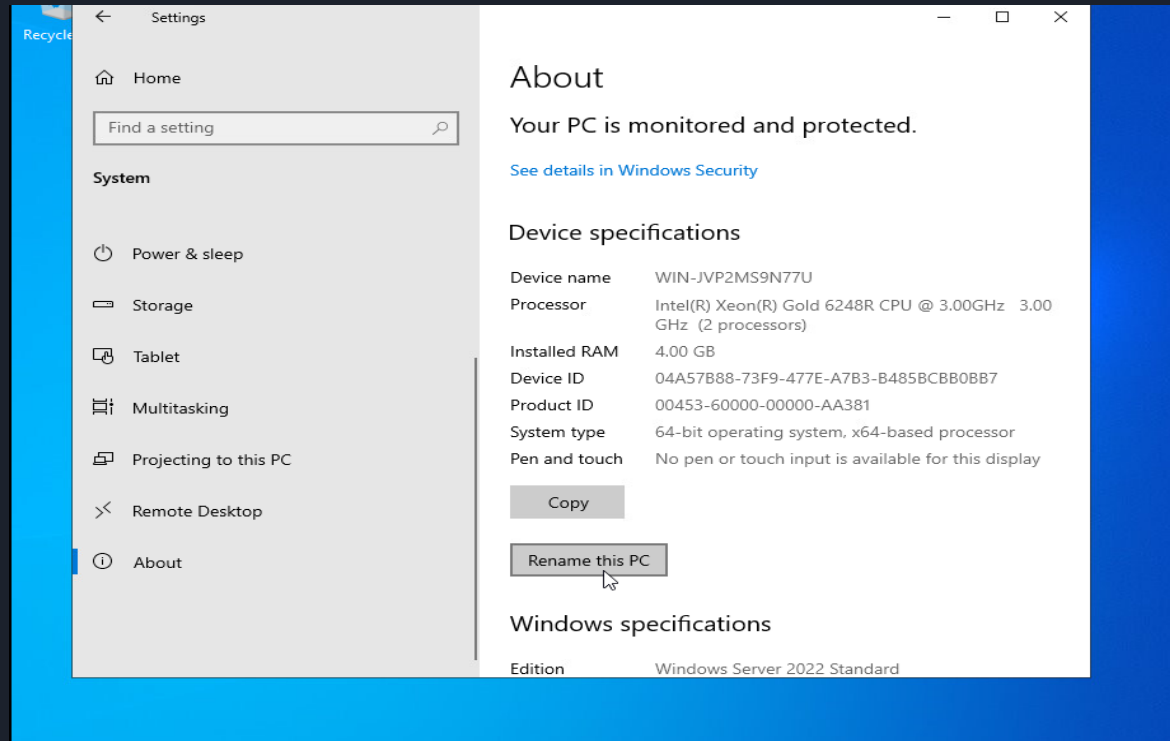 Recycle
Settings
Home
Find a setting
System
Power & sleep
Storage
Tablet
Multitasking
Projecting to this PC
Remote Desktop
About
About
Your PC is monitored and protected.
See details in Windows Security
Device specifications
Device name WIN-JVP2MS9N77U
Processor Intel(R) Xeon(R) Gold 6248R CPU @ 3.00GHz 3.00
GHz (2 processors)
Installed RAM 4.00 GB
Device ID 04A57B88-73F9-477E-A7B3-B485BCBB0BB7
Product ID 00453-60000-00000-AA381
System type 64-bit operating system, x64-based processor
Pen and touch No pen or touch input is available for this display
Copy
Rename this PC
Windows specifications
Edition Windows Server 2022 Standard